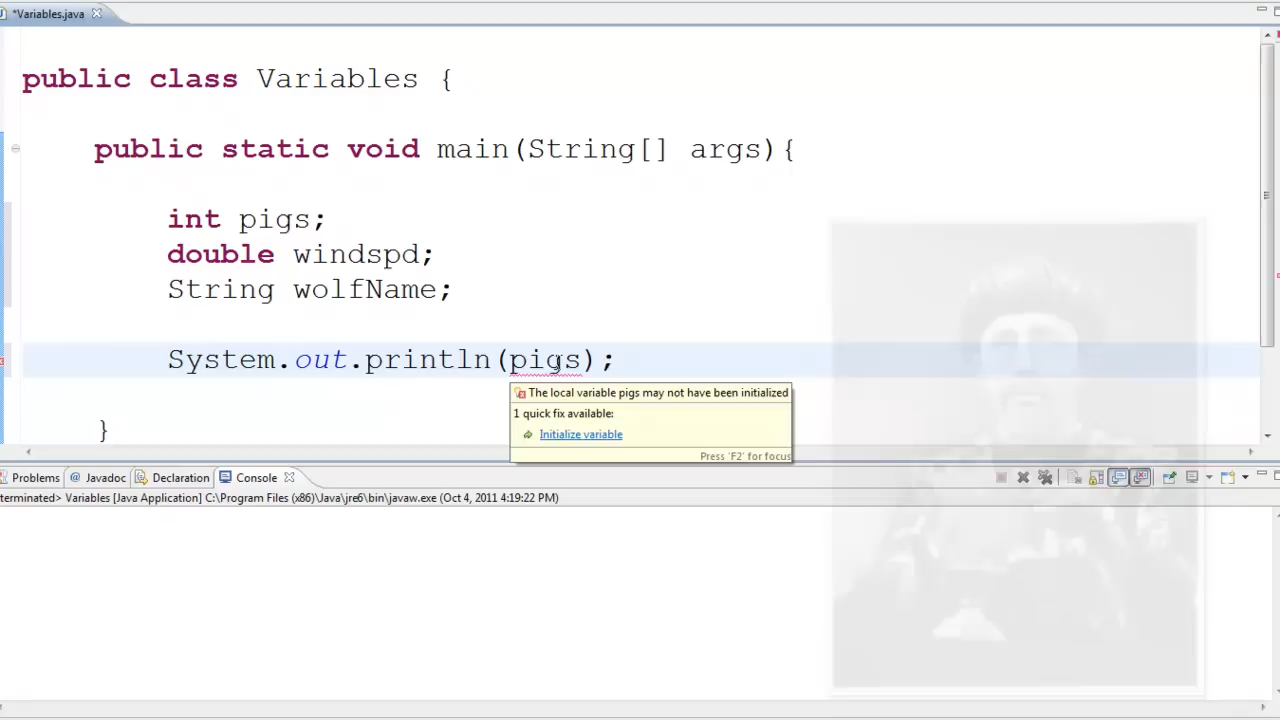 *Variables.java
public class Variables {
public static void main(String[] args){
int pigs;
double windspd;
String wolfName;
System.out.println(pigs);
The local variable pigs may not have been initialized
1 quick fix available:
Initialize variable
Press 'F2' for focus
}
Problems @ Javadoc Declaration Console
terminated> Variables [Java Application] C:\Program Files (x86)\Java\jre6\bin\javaw.exe (Oct 4, 2011 4:19:22 PM)